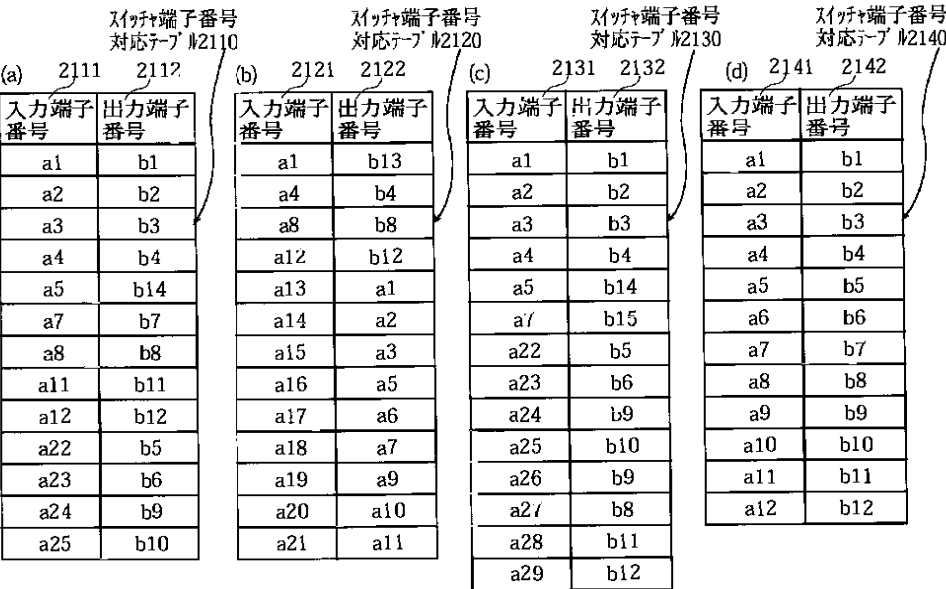 スイッチャ端子番号
対応テーブル2110
(a) 2111 2112
入力端子番号 出力端子番号
a1 b1
a2 b2
a3 b3
a4 b4
a5 b14
a7 b7
a8 b8
a11 b11
a12 b12
a22 b5
a23 b6
a24 b9
a25 b10
スイッチャ端子番号
対応テーブル2120
(b) 2121 2122
入力端子番号 出力端子番号
a1 b13
a4 b4
a8 b8
a12 b12
a13 a1
a14 a2
a15 a3
a16 a5
a17 a6
a18 a7
a19 a9
a20 a10
a21 a11
スイッチャ端子番号
対応テーブル2130
(c) 2131 2132
入力端子番号 出力端子番号
a1 b1
a2 b2
a3 b3
a4 b4
a5 b14
a7 b15
a22 b5
a23 b6
a24 b9
a25 b10
a26 b9
a27 b8
a28 b11
a29 b12
スイッチャ端子番号
対応テーブル2140
(d) 2141 2142
入力端子番号 出力端子番号
a1 b1
a2 b2
a3 b3
a4 b4
a5 b5
a6 b6
a7 b7
a8 b8
a9 b9
a10 b10
a11 b11
a12 b12